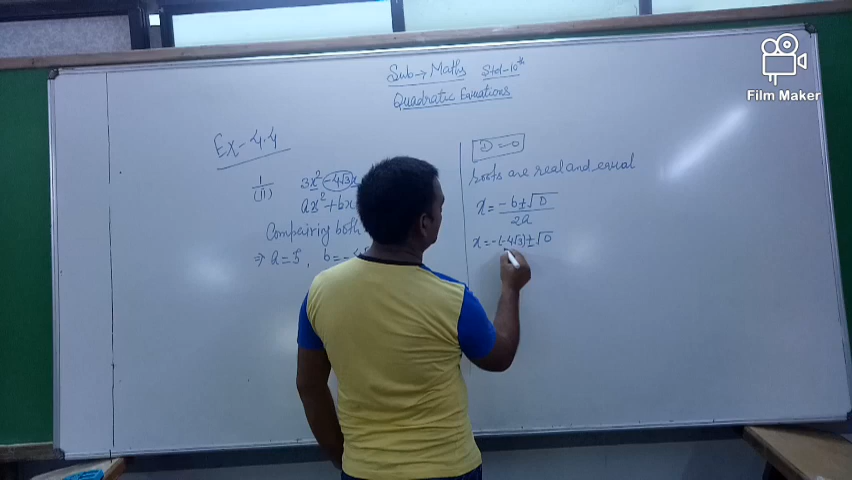 Sub→ Maths Std-10th
Quadratic Equations
Ex-4.4
1
(II)
3x² -4√3x
ax² + bx
Comparing both
⇒ a=3, b=-4
D=0
roots are real and equal
x = -b±√D
2a
x = -(-4√3)±√0
Film Maker